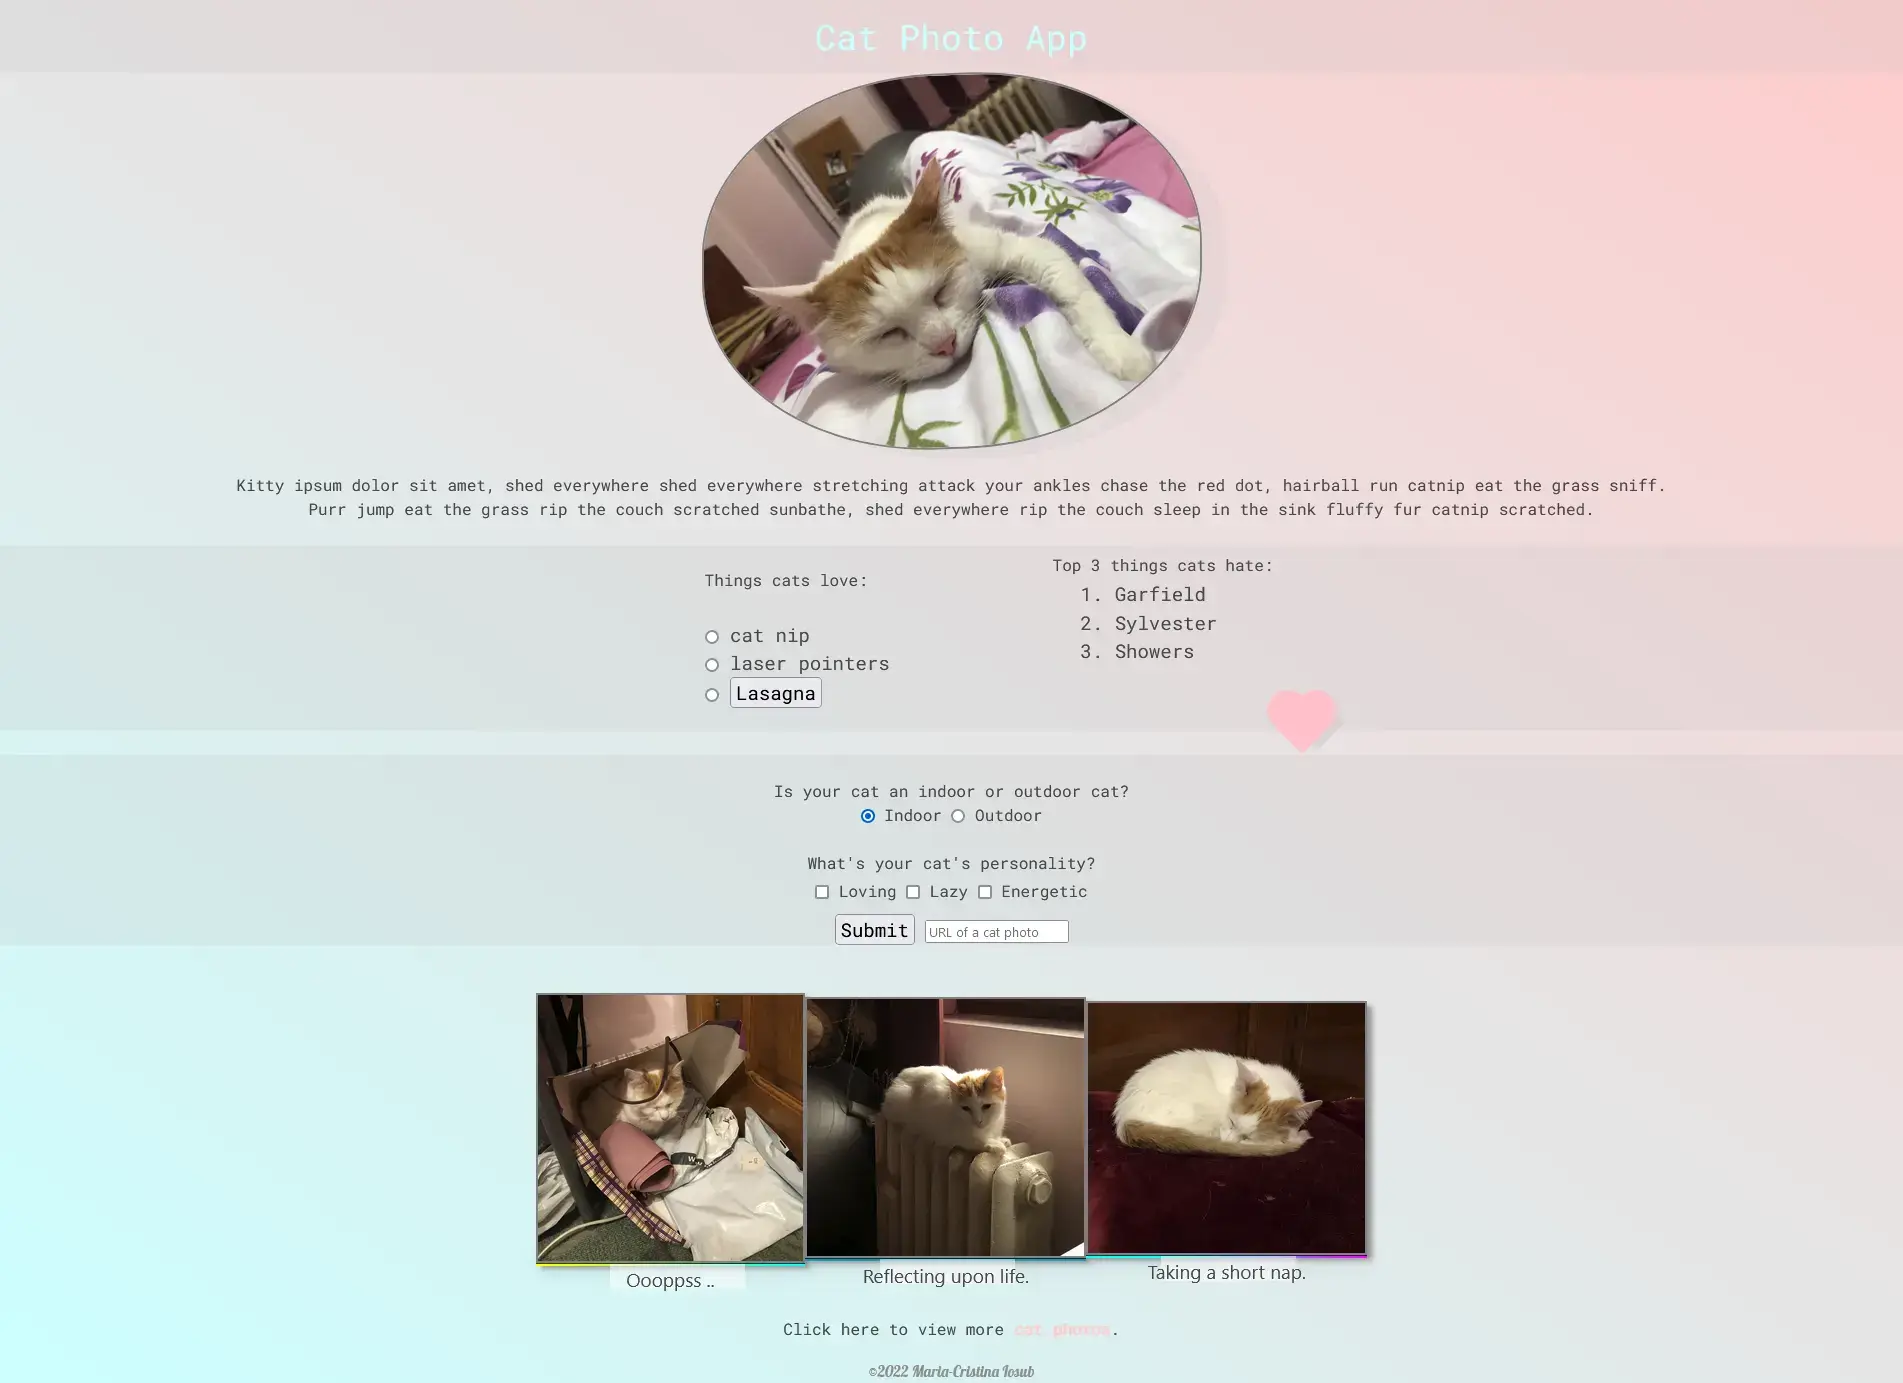 Cat Photo App
Kitty ipsum dolor sit amet, shed everywhere shed everywhere stretching attack your ankles chase the red dot, hairball run catnip eat the grass sniff.
Purr jump eat the grass rip the couch scratched sunbathe, shed everywhere rip the couch sleep in the sink fluffy fur catnip scratched.
Things cats love:
cat nip
laser pointers
Lasagna
Top 3 things cats hate:
1. Garfield
2. Sylvester
3. Showers
Is your cat an indoor or outdoor cat?
Indoor Outdoor
What's your cat's personality?
Loving Lazy Energetic
Submit URL of a cat photo
Oooppss ..
Reflecting upon life.
Taking a short nap.
Click here to view more cat photos.
©2022 Maria-Cristina Iosub